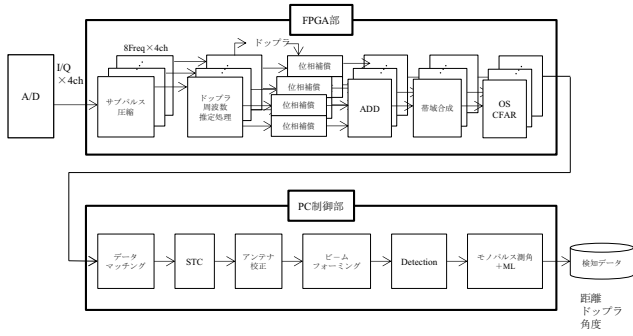 FPGA部
8Freq×4ch
ドップラ
I/Q
×4ch
A/D
サブパルス
圧縮
ドップラ
周波数
推定処理
位相補償
位相補償
位相補償
位相補償
ADD
帯域合成
OS
CFAR
PC制御部
データ
マッチング
STC
アンテナ
校正
ビーム
フォーミング
Detection
モノパルス測角
+ML
検知データ
距離
ドップラ
角度